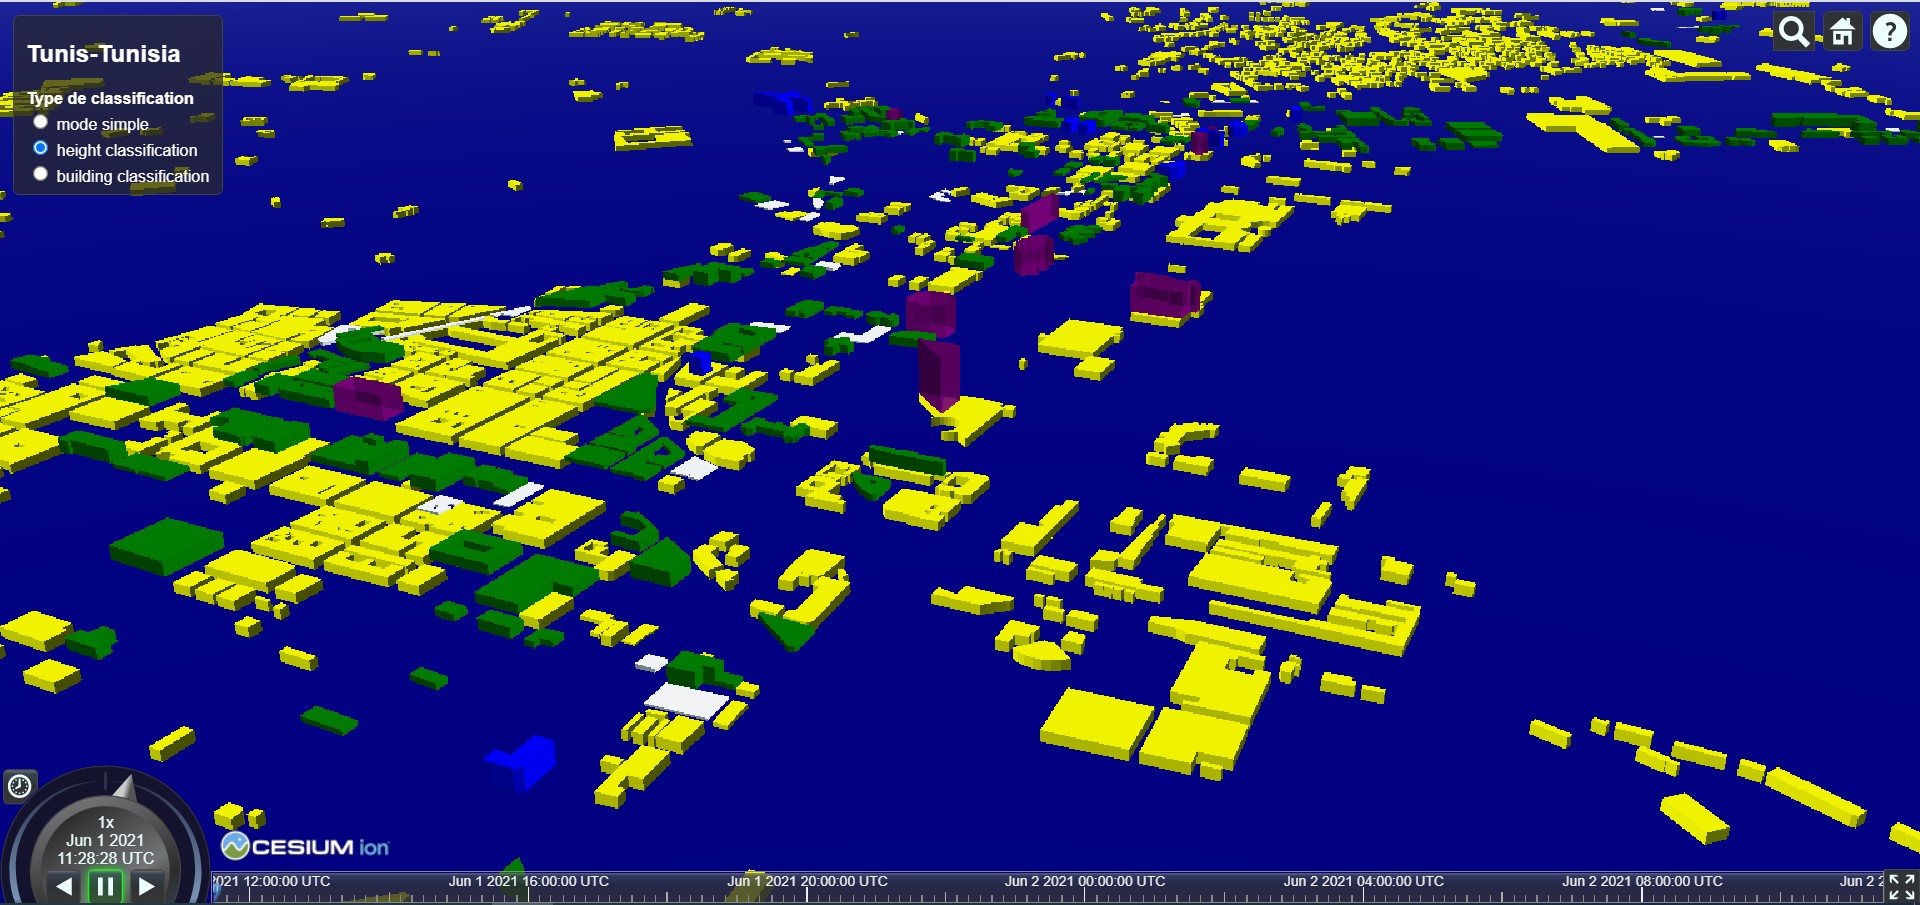 Tunis-Tunisia
Type de classification
mode simple
height classification
building classification
?
1x
Jun 1 2021
11:28:28 UTC
CESIUM ion
2021 12:00:00 UTC
Jun 1 2021 16:00:00 UTC
Jun 1 2021 20:00:00 UTC
Jun 2 2021 00:00:00 UTC
Jun 2 2021 04:00:00 UTC
Jun 2 2021 08:00:00 UTC
Jun 2 2